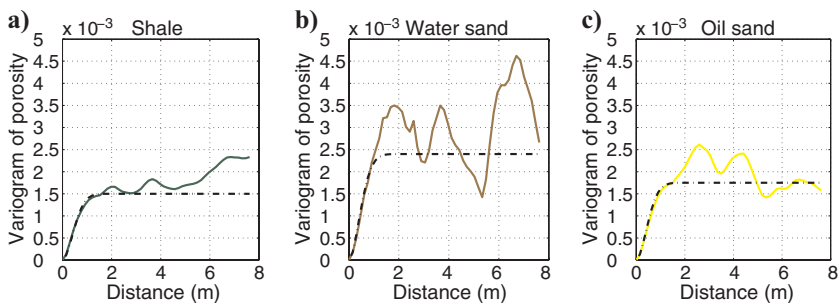 a)
x 10⁻³ Shale
5
4.5
4
3.5
3
2.5
2
1.5
1
0.5
0
Variogram of porosity
0 2 4 6 8
Distance (m)
b)
x 10⁻³ Water sand
5
4.5
4
3.5
3
2.5
2
1.5
1
0.5
0
Variogram of porosity
0 2 4 6 8
Distance (m)
c)
x 10⁻³ Oil sand
5
4.5
4
3.5
3
2.5
2
1.5
1
0.5
0
Variogram of porosity
0 2 4 6 8
Distance (m)